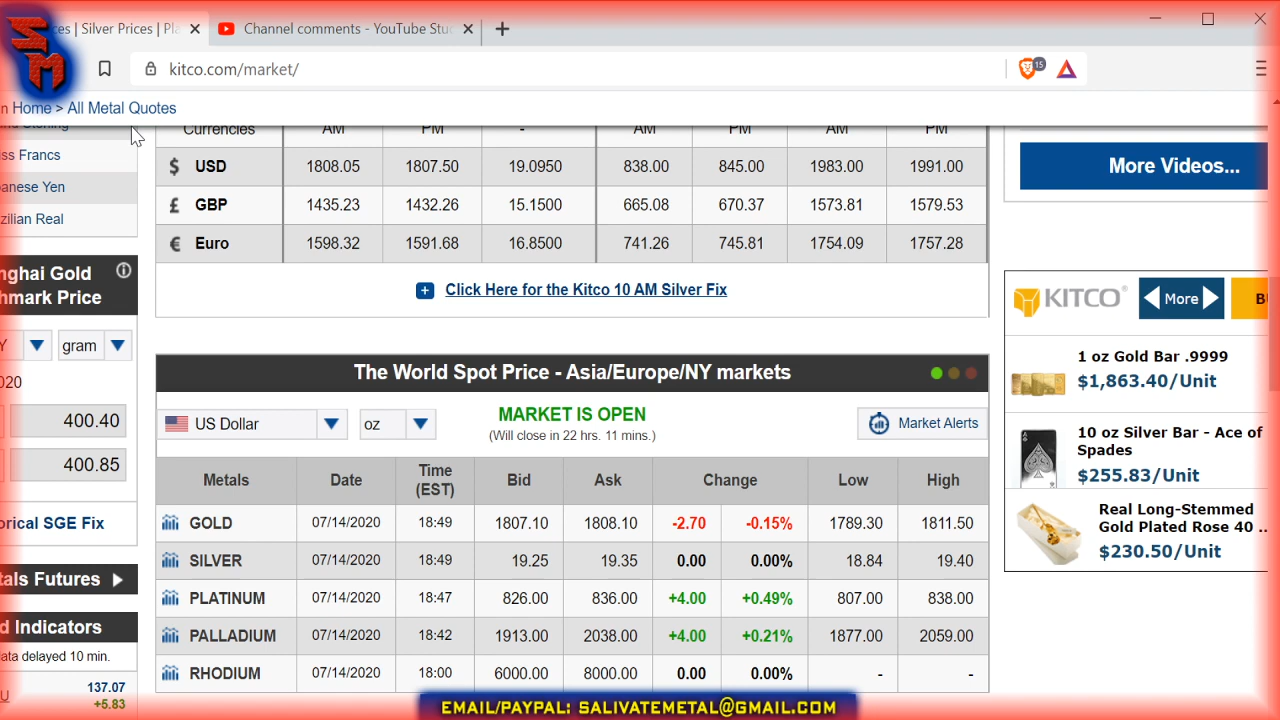 SM
ces | Silver Prices | Pla
Channel comments - YouTube Stud
kitco.com/market/
15
n Home > All Metal Quotes
Currencies AM PM - AM PM AM PM
ss Francs
anese Yen
zilian Real
$ USD 1808.05 1807.50 19.0950 838.00 845.00 1983.00 1991.00
£ GBP 1435.23 1432.26 15.1500 665.08 670.37 1573.81 1579.53
€ Euro 1598.32 1591.68 16.8500 741.26 745.81 1754.09 1757.28
Click Here for the Kitco 10 AM Silver Fix
More Videos...
nghai Gold
hmark Price
Y gram
020
400.40
400.85
orical SGE Fix
tals Futures
d Indicators
ata delayed 10 min.
U 137.07
+5.83
The World Spot Price - Asia/Europe/NY markets
US Dollar oz
MARKET IS OPEN
(Will close in 22 hrs. 11 mins.)
Market Alerts
Metals Date Time (EST) Bid Ask Change Low High
GOLD 07/14/2020 18:49 1807.10 1808.10 -2.70 -0.15% 1789.30 1811.50
SILVER 07/14/2020 18:49 19.25 19.35 0.00 0.00% 18.84 19.40
PLATINUM 07/14/2020 18:47 826.00 836.00 +4.00 +0.49% 807.00 838.00
PALLADIUM 07/14/2020 18:42 1913.00 2038.00 +4.00 +0.21% 1877.00 2059.00
RHODIUM 07/14/2020 18:00 6000.00 8000.00 0.00 0.00% - -
KITCO More B
1 oz Gold Bar .9999
$1,863.40/Unit
10 oz Silver Bar - Ace of
Spades
$255.83/Unit
Real Long-Stemmed
Gold Plated Rose 40 ..
$230.50/Unit
EMAIL/PAYPAL: SALIVATEMETAL@GMAIL.COM